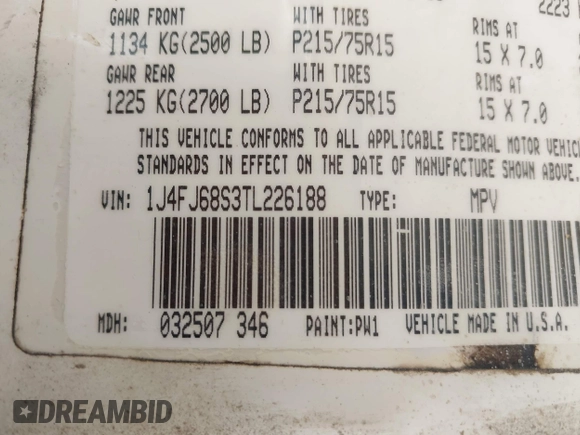 2223
GAWR FRONT WITH TIRES RIMS AT
1134 KG(2500 LB) P215/75R15 15 X 7.0
GAWR REAR WITH TIRES RIMS AT
1225 KG(2700 LB) P215/75R15 15 X 7.0
THIS VEHICLE CONFORMS TO ALL APPLICABLE FEDERAL MOTOR VEHIC
STANDARDS IN EFFECT ON THE DATE OF MANUFACTURE SHOWN ABOVE.
VIN: 1J4FJ68S3TL226188 TYPE: MPV
MDH: 032507 346 PAINT:PW1 VEHICLE MADE IN U.S.A.
DREAMBID